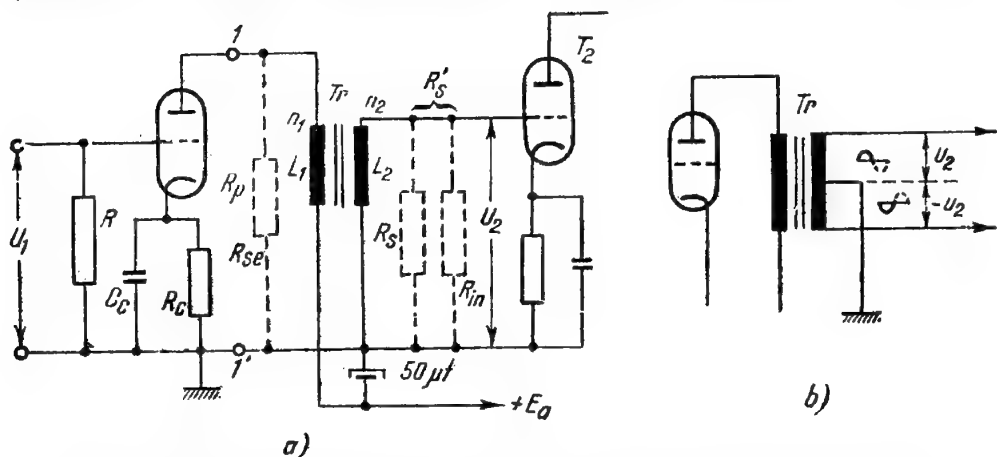 1
T₂
R's
Tr
n₁
n₂
L₁
L₂
U₁
R
Cc
Rc
Rp
Rse
Rs
Rin
U₂
1'
50 µf
+Ea
a)
Tr
U₂
-U₂
b)